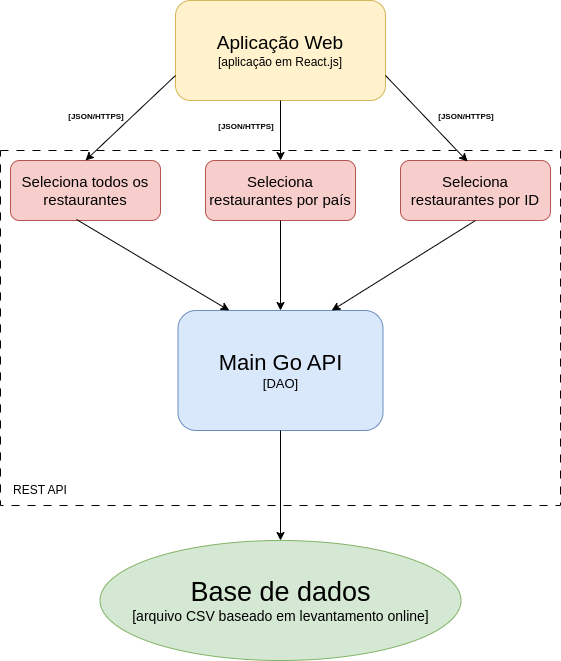 Aplicação Web
[aplicação em React.js]
[JSON/HTTPS]
[JSON/HTTPS]
[JSON/HTTPS]
Seleciona todos os
restaurantes
Seleciona
restaurantes por país
Seleciona
restaurantes por ID
Main Go API
[DAO]
REST API
Base de dados
[arquivo CSV baseado em levantamento online]